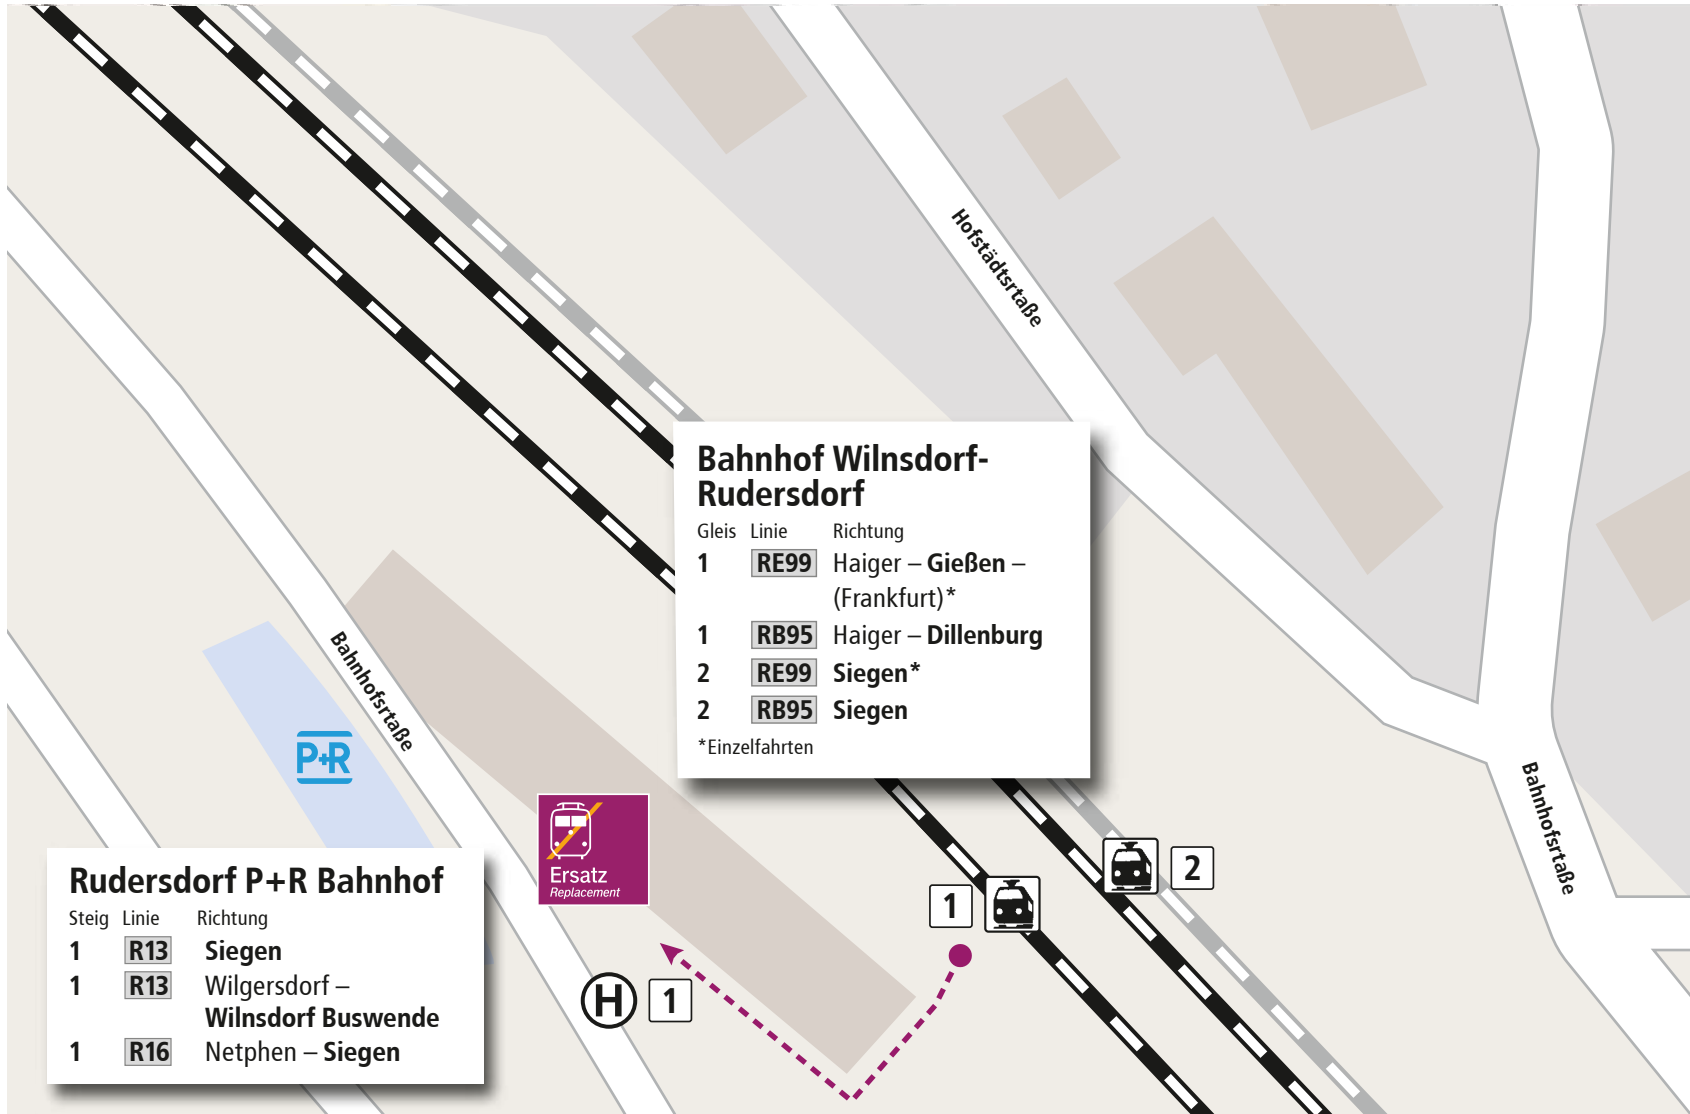 Hofstädtsrtaße
Bahnhof Wilnsdorf-
Rudersdorf
Gleis Linie Richtung
1 RE99 Haiger – Gießen –
(Frankfurt)*
1 RB95 Haiger – Dillenburg
2 RE99 Siegen*
2 RB95 Siegen
*Einzelfahrten
Bahnhofsrtaße
P+R
Bahnhofsrtaße
Ersatz
Replacement
2
1
H 1
Rudersdorf P+R Bahnhof
Steig Linie Richtung
1 R13 Siegen
1 R13 Wilgersdorf –
Wilnsdorf Buswende
1 R16 Netphen – Siegen